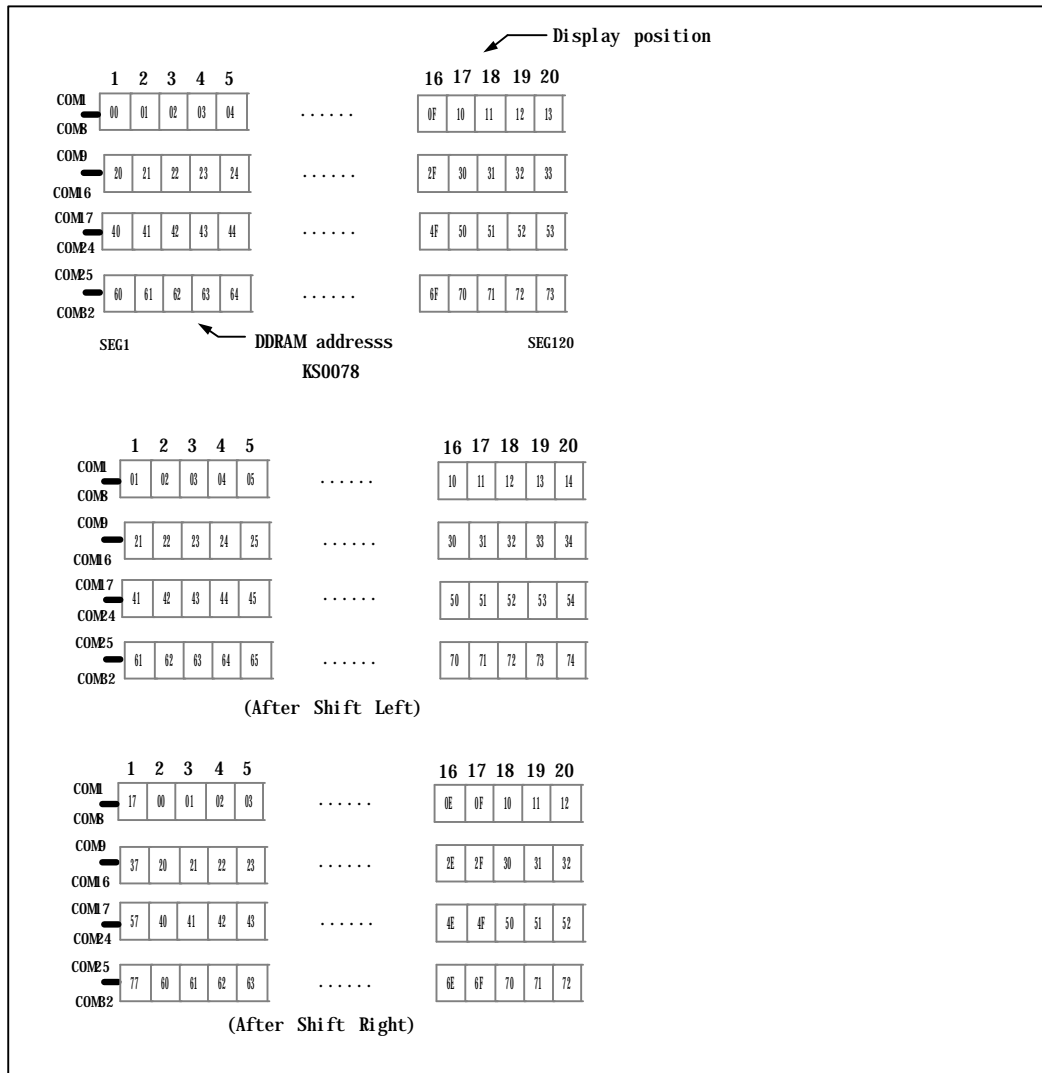 Display position
1 2 3 4 5 16 17 18 19 20
COM1
00 01 02 03 04 ...... 0F 10 11 12 13
COM8
COM9
20 21 22 23 24 ...... 2F 30 31 32 33
COM16
COM17
40 41 42 43 44 ...... 4F 50 51 52 53
COM24
COM25
60 61 62 63 64 ...... 6F 70 71 72 73
COM32
SEG1 DDRAM addresss SEG120
KS0078
1 2 3 4 5 16 17 18 19 20
COM1
01 02 03 04 05 ...... 10 11 12 13 14
COM8
COM9
21 22 23 24 25 ...... 30 31 32 33 34
COM16
COM17
41 42 43 44 45 ...... 50 51 52 53 54
COM24
COM25
61 62 63 64 65 ...... 70 71 72 73 74
COM32
(After Shift Left)
1 2 3 4 5 16 17 18 19 20
COM1
17 00 01 02 03 ...... 0E 0F 10 11 12
COM8
COM9
37 20 21 22 23 ...... 2E 2F 30 31 32
COM16
COM17
57 40 41 42 43 ...... 4E 4F 50 51 52
COM24
COM25
77 60 61 62 63 ...... 6E 6F 70 71 72
COM32
(After Shift Right)